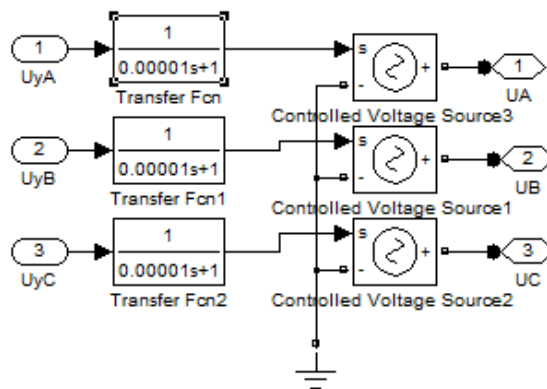 1
UyA
1
0.00001s+1
Transfer Fcn
s
-
+
Controlled Voltage Source3
1
UA
2
UyB
1
0.00001s+1
Transfer Fcn1
s
-
+
Controlled Voltage Source1
2
UB
3
UyC
1
0.00001s+1
Transfer Fcn2
s
-
+
Controlled Voltage Source2
3
UC